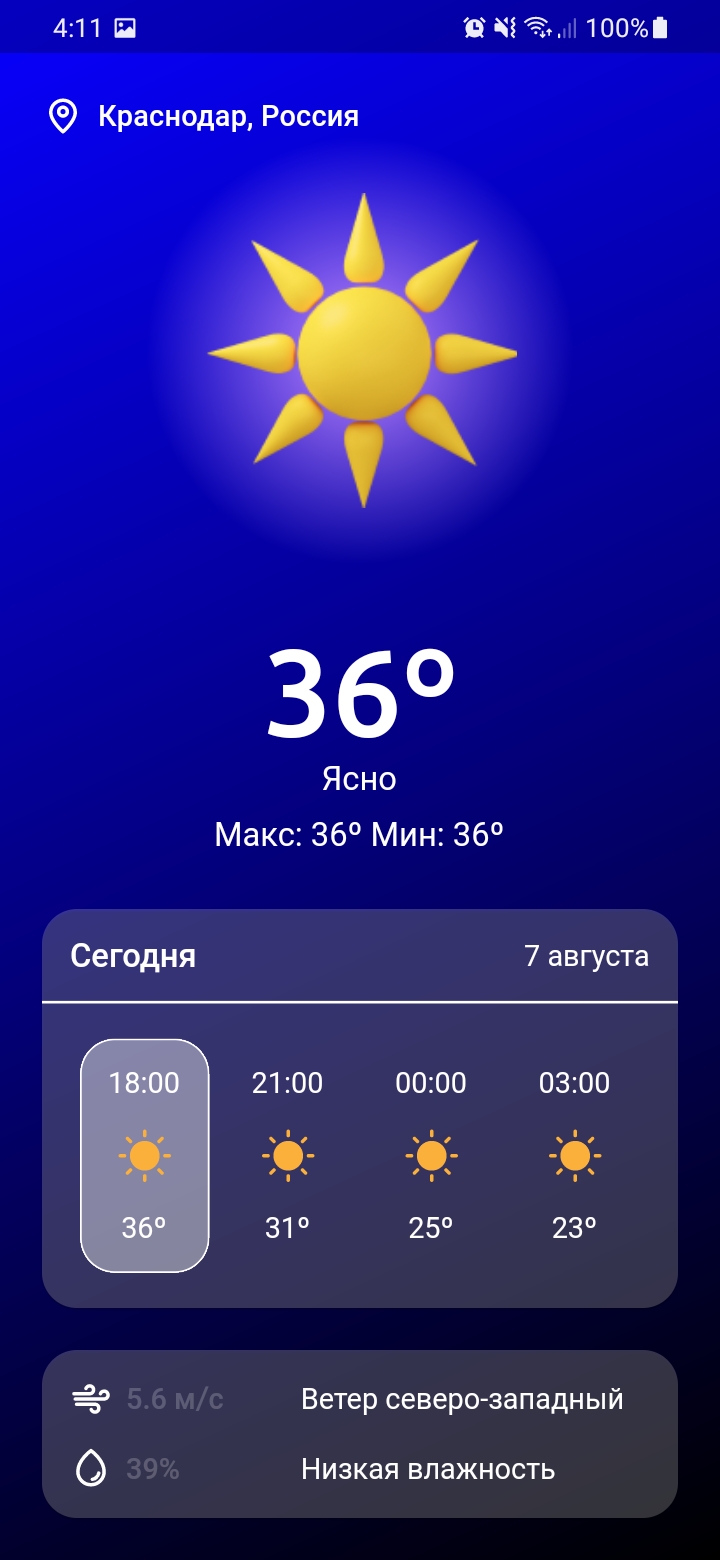 4:11 100%
Краснодар, Россия
36º
Ясно
Макс: 36º Мин: 36º
Сегодня 7 августа
18:00 21:00 00:00 03:00
36º 31º 25º 23º
5.6 м/с Ветер северо-западный
39% Низкая влажность